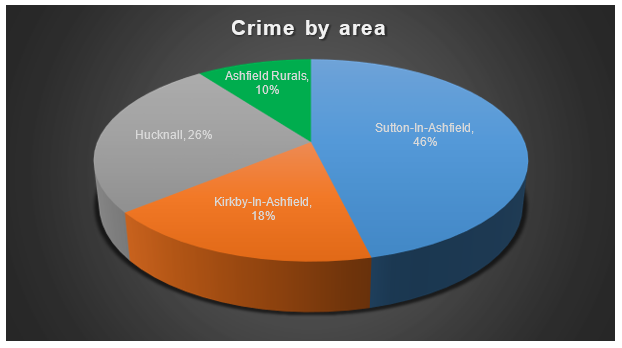 Crime by area
Ashfield Rurals,
10%
Sutton-In-Ashfield,
46%
Hucknall, 26%
Kirkby-In-Ashfield,
18%